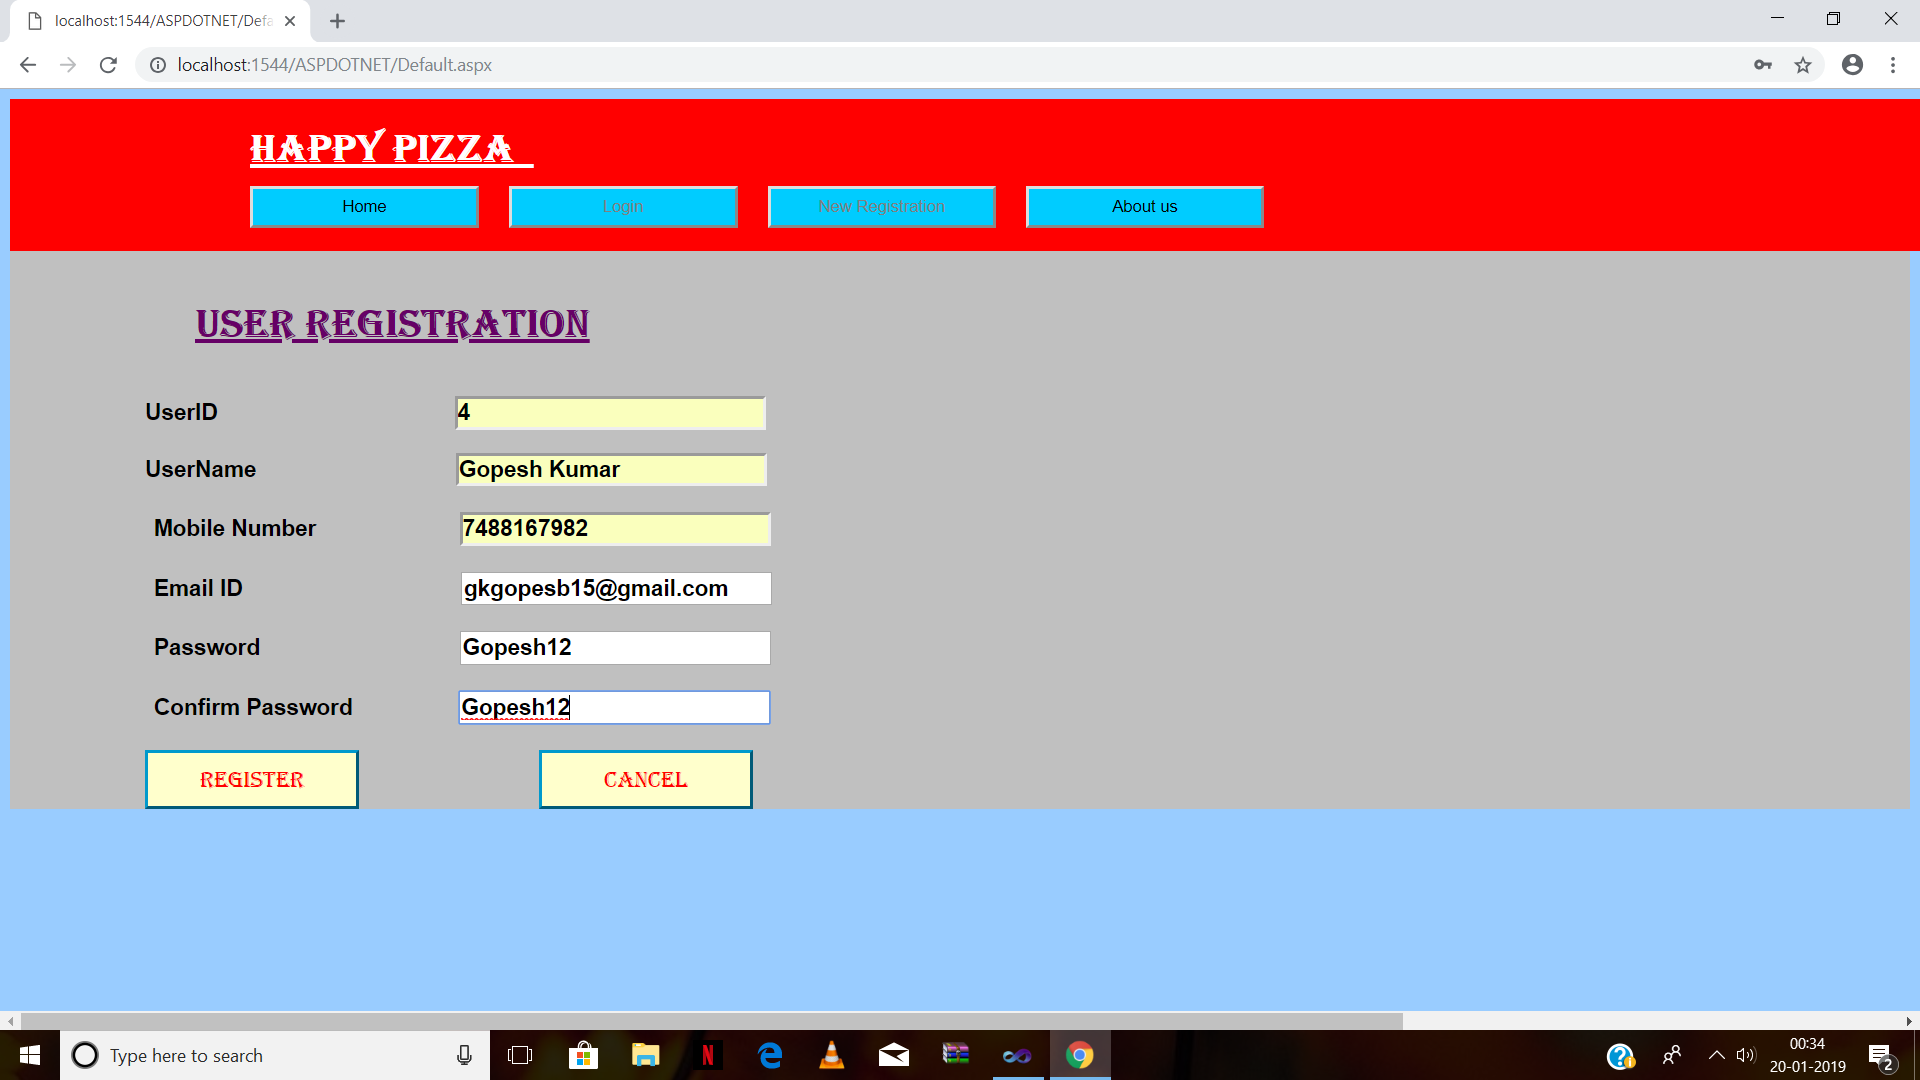 localhost:1544/ASPDOTNET/Defa
localhost:1544/ASPDOTNET/Default.aspx
HAPPY PIZZA
Home Login New Registration About us
USER REGISTRATION
UserID 4
UserName Gopesh Kumar
Mobile Number 7488167982
Email ID gkgopesb15@gmail.com
Password Gopesh12
Confirm Password Gopesh12
REGISTER CANCEL
Type here to search
00:34
20-01-2019
2